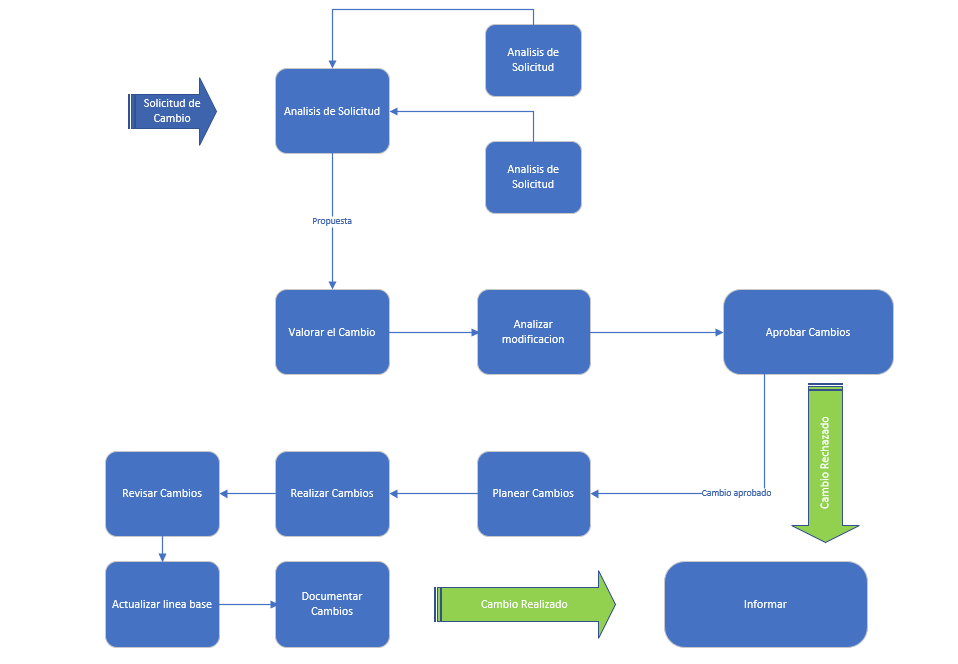 Analisis de
Solicitud
Solicitud de
Cambio
Analisis de Solicitud
Analisis de
Solicitud
Propuesta
Valorar el Cambio
Analizar
modificacion
Aprobar Cambios
Cambio Rechazado
Revisar Cambios
Realizar Cambios
Planear Cambios
Cambio aprobado
Actualizar linea base
Documentar
Cambios
Cambio Realizado
Informar